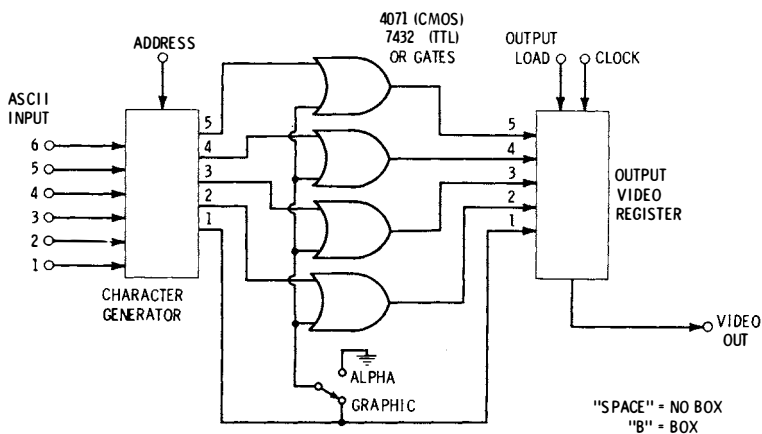 4071 (CMOS)
7432 (TTL)
OR GATES
ADDRESS
OUTPUT
LOAD
CLOCK
ASCII
INPUT
6
5
4
3
2
1
5
4
3
2
1
CHARACTER
GENERATOR
5
4
3
2
1
OUTPUT
VIDEO
REGISTER
VIDEO
OUT
ALPHA
GRAPHIC
"SPACE" = NO BOX
"B" = BOX